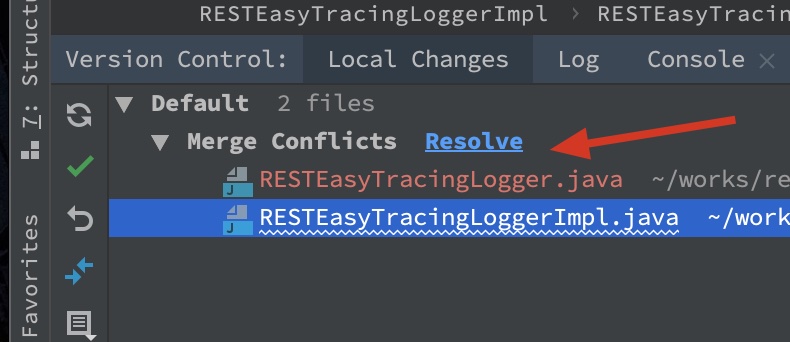 RESTEasyTracingLoggerImpl › RESTEasyTracin
Version Control: Local Changes Log Console ×
Default 2 files
Merge Conflicts Resolve
J RESTEasyTracingLogger.java ~/works/re
J RESTEasyTracingLoggerImpl.java ~/work
7: Structu
Favorites